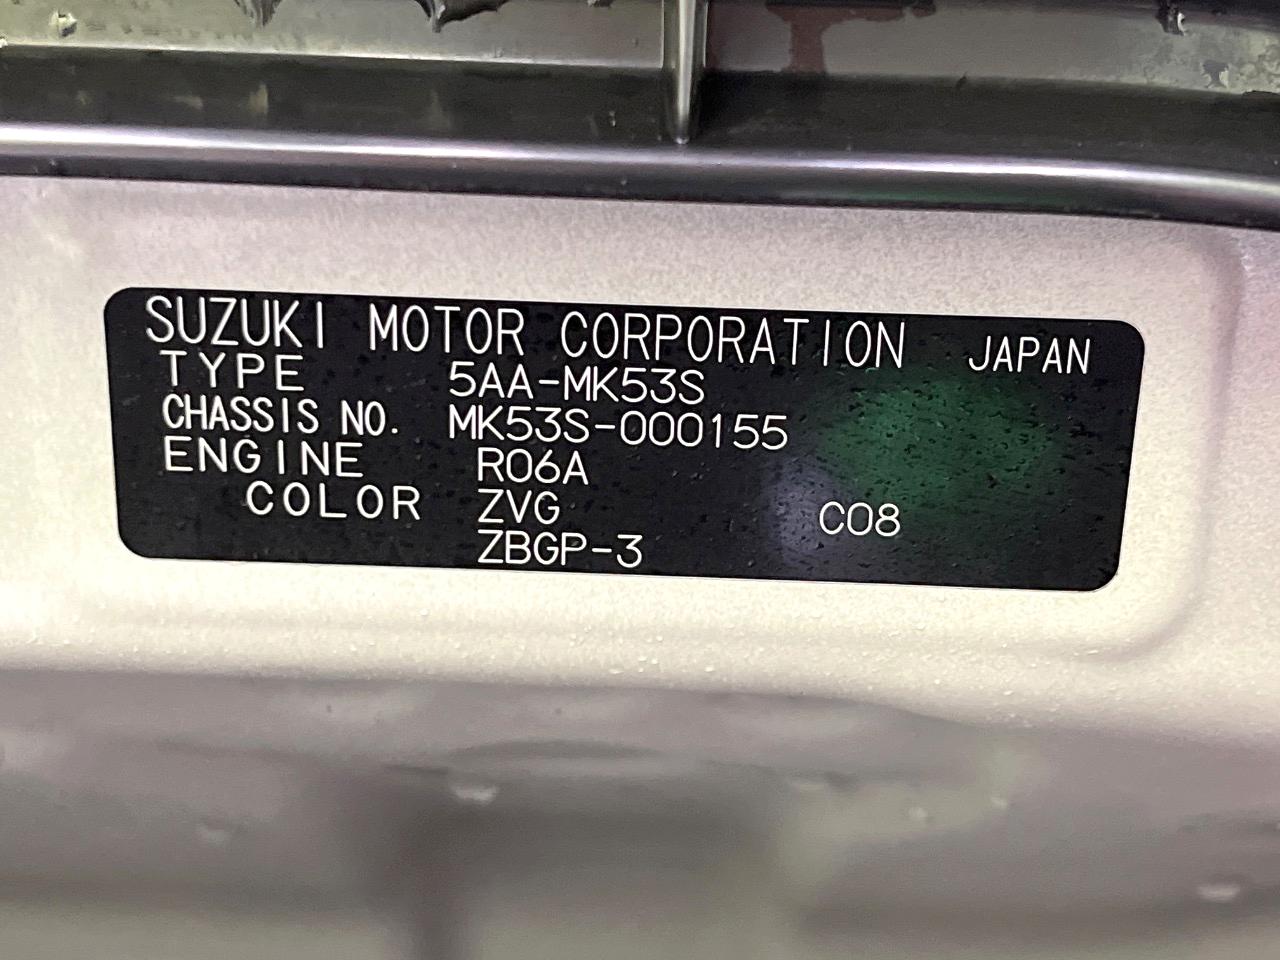 SUZUKI MOTOR CORPORATION JAPAN
TYPE 5AA-MK53S
CHASSIS NO. MK53S-000155
ENGINE R06A
COLOR ZVG C08
ZBGP-3